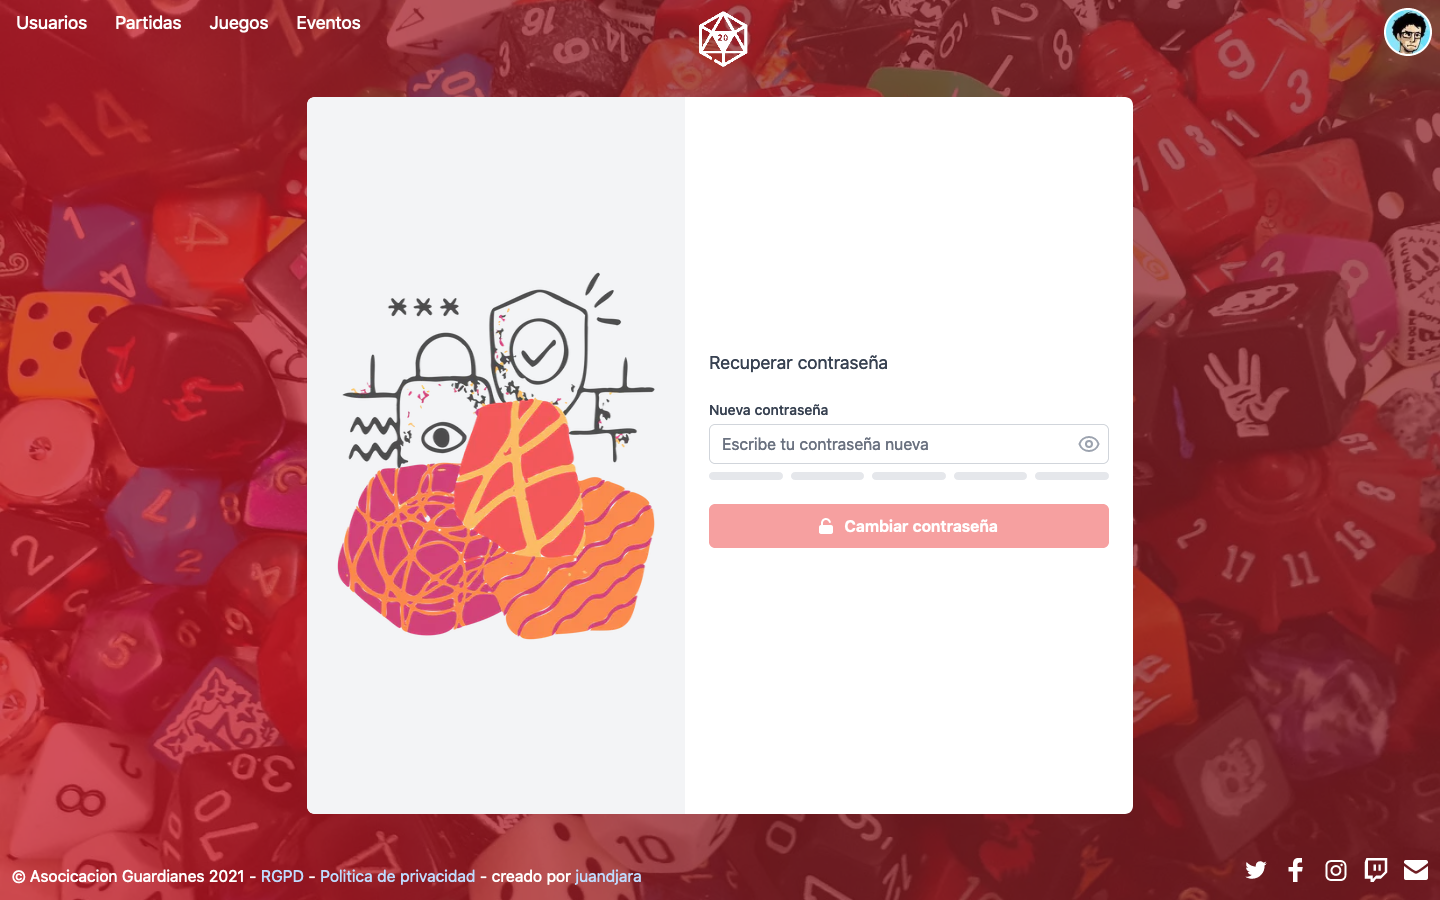 Usuarios Partidas Juegos Eventos
20
Recuperar contraseña
Nueva contraseña
Escribe tu contraseña nueva
Cambiar contraseña
© Asocicacion Guardianes 2021 - RGPD - Politica de privacidad - creado por juandjara